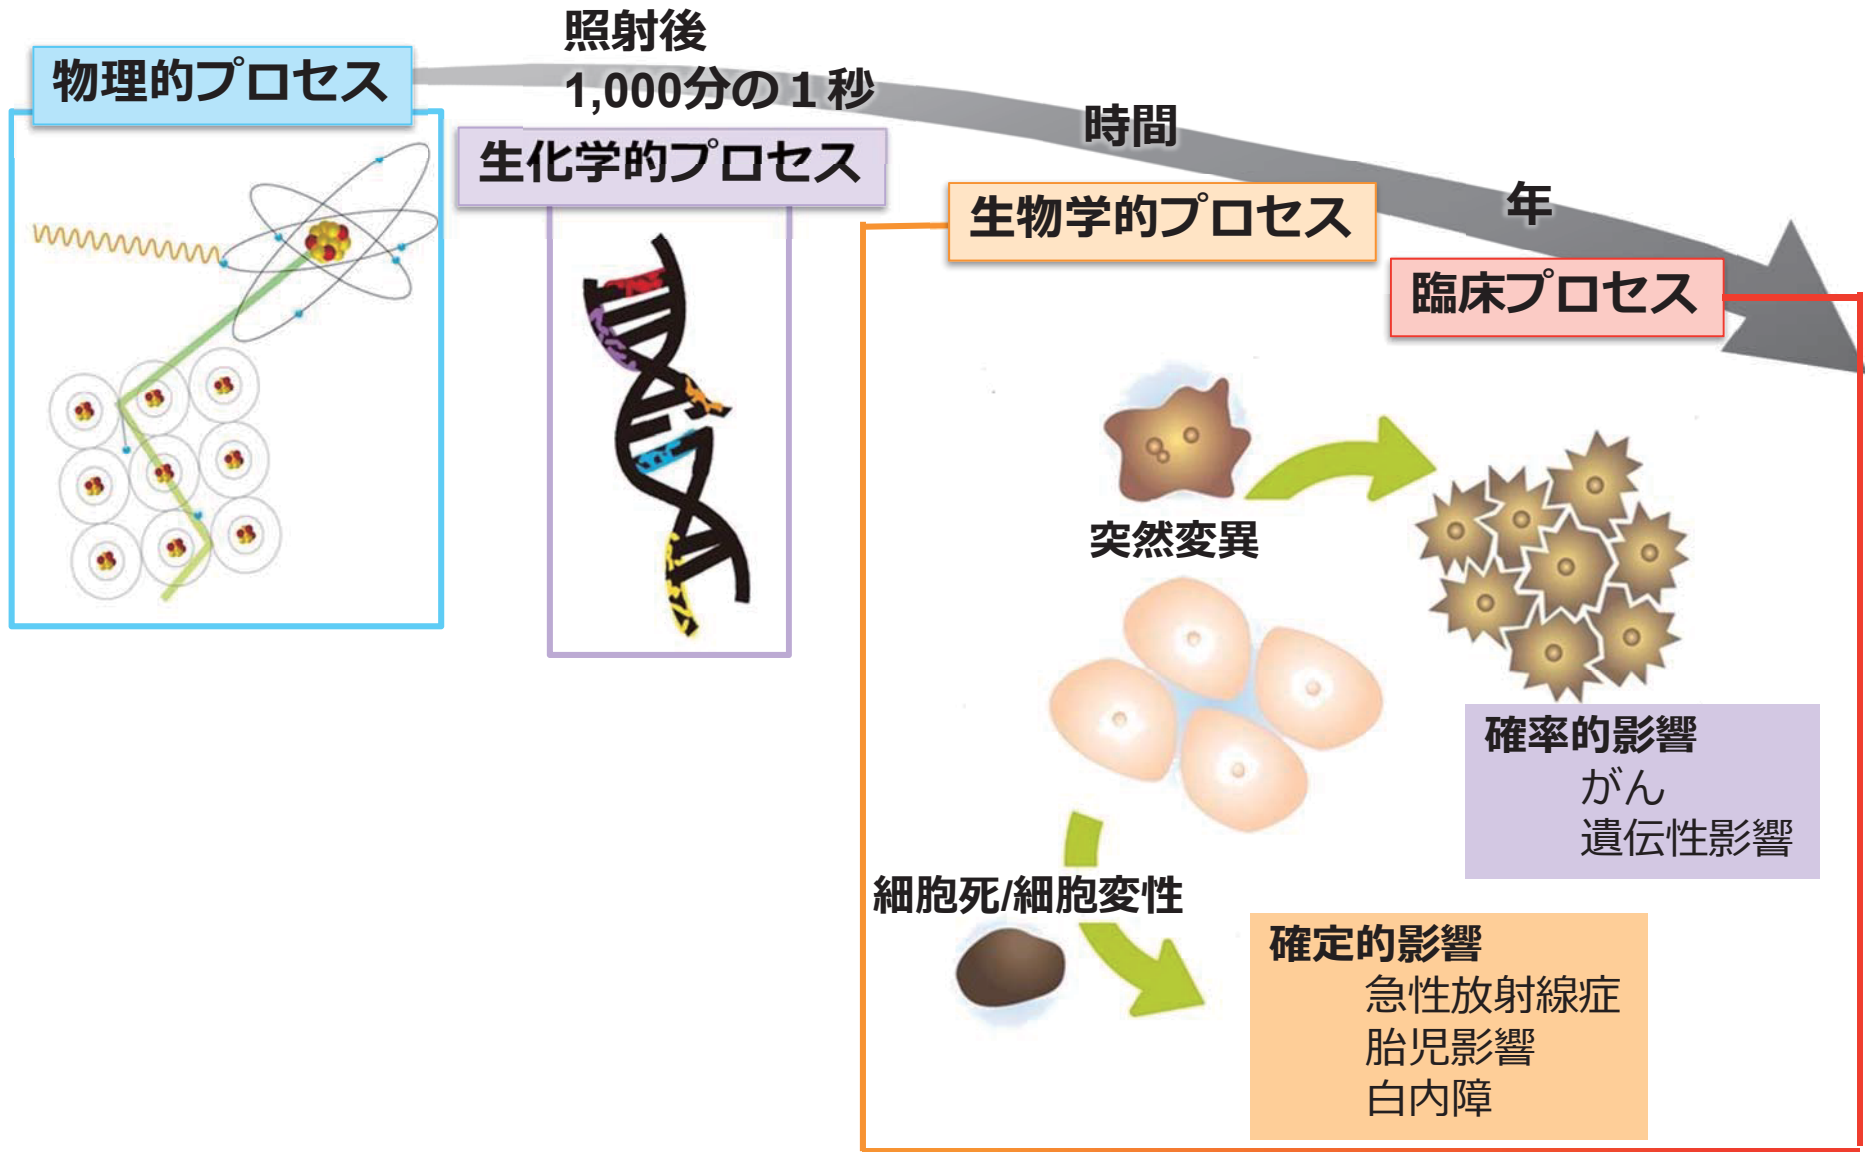 物理的プロセス
照射後
1,000分の１秒
生化学的プロセス
時間
生物学的プロセス
年
臨床プロセス
突然変異
確率的影響
がん
遺伝性影響
細胞死/細胞変性
確定的影響
急性放射線症
胎児影響
白内障